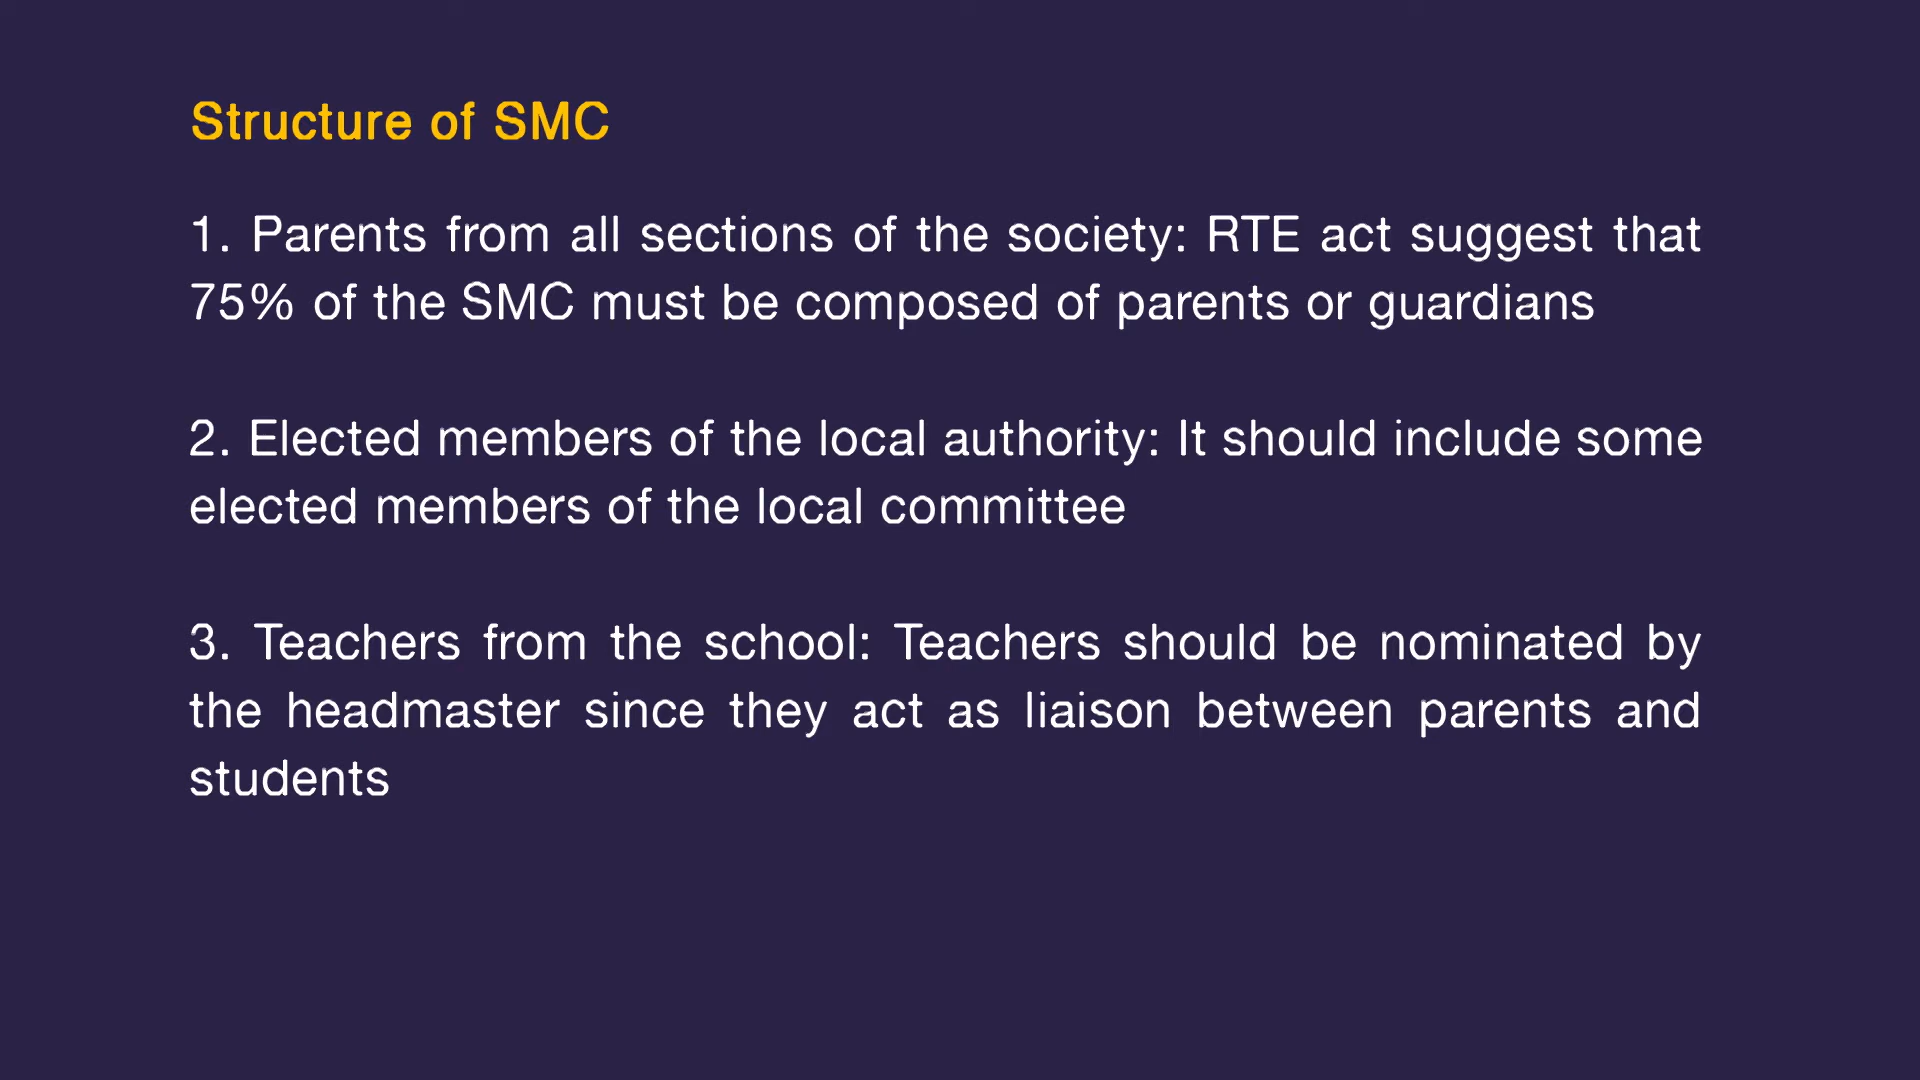 Structure of SMC
1. Parents from all sections of the society: RTE act suggest that
75% of the SMC must be composed of parents or guardians
2. Elected members of the local authority: It should include some
elected members of the local committee
3. Teachers from the school: Teachers should be nominated by
the headmaster since they act as liaison between parents and
students